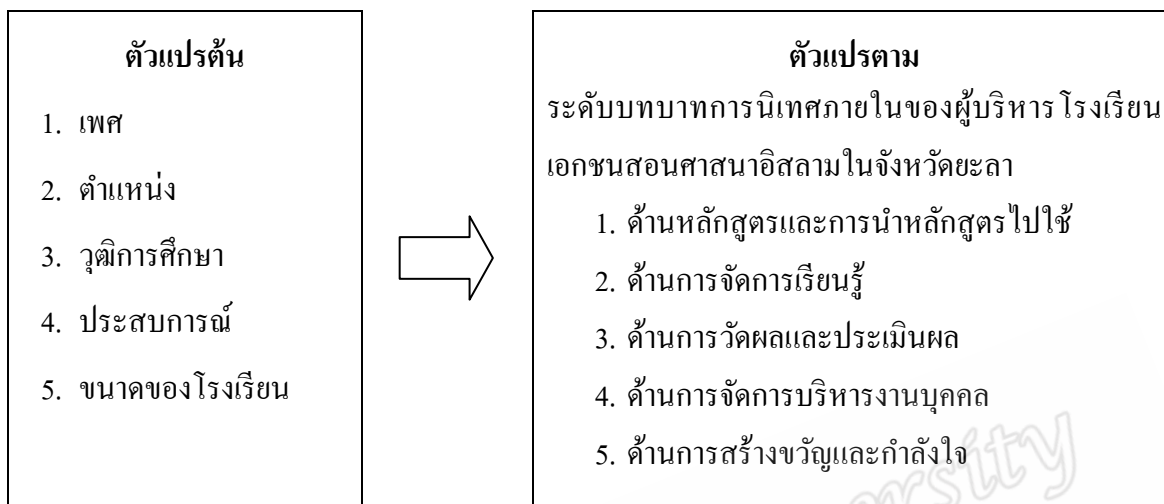 ตัวแปรต้น
1. เพศ
2. ตำแหน่ง
3. วุฒิการศึกษา
4. ประสบการณ์
5. ขนาดของโรงเรียน
ตัวแปรตาม
ระดับบทบาทการนิเทศภายในของผู้บริหารโรงเรียน
เอกชนสอนศาสนาอิสลามในจังหวัดยะลา
1. ด้านหลักสูตรและการนำหลักสูตรไปใช้
2. ด้านการจัดการเรียนรู้
3. ด้านการวัดผลและประเมินผล
4. ด้านการจัดการบริหารงานบุคคล
5. ด้านการสร้างขวัญและกำลังใจ